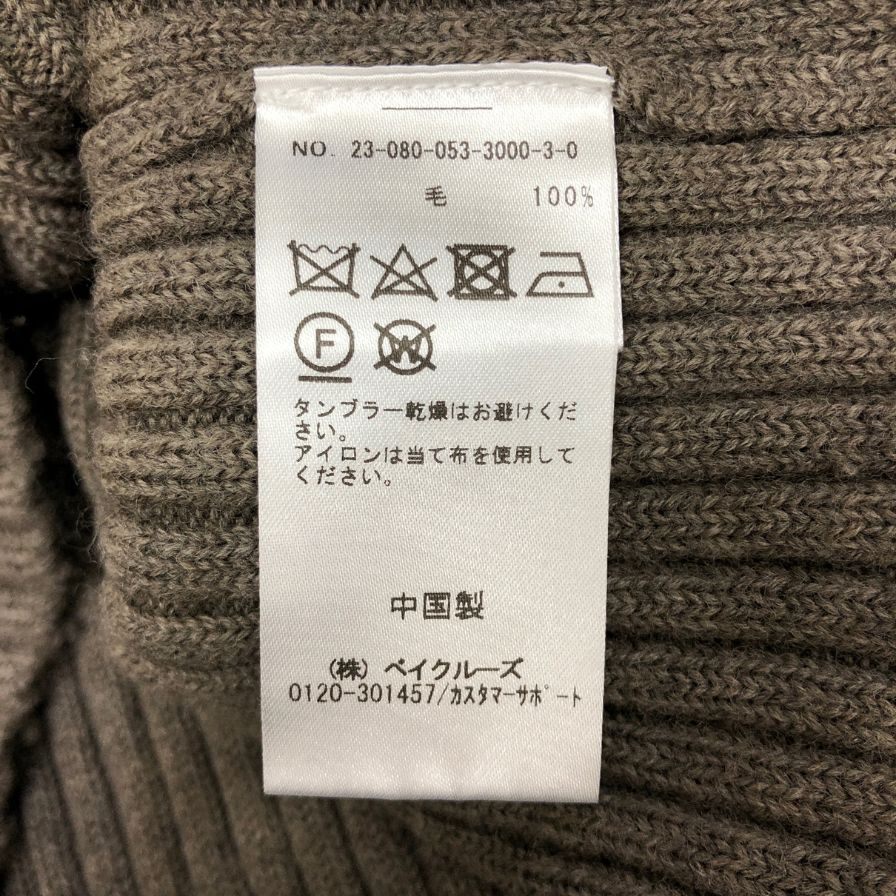 NO. 23-080-053-3000-3-0
毛 100%
F W
タンブラー乾燥はお避けくだ
さい。
アイロンは当て布を使用して
ください。
中国製
(株) ベイクルーズ
0120-301457/ｶｽﾀﾏｰｻﾎﾟｰﾄ